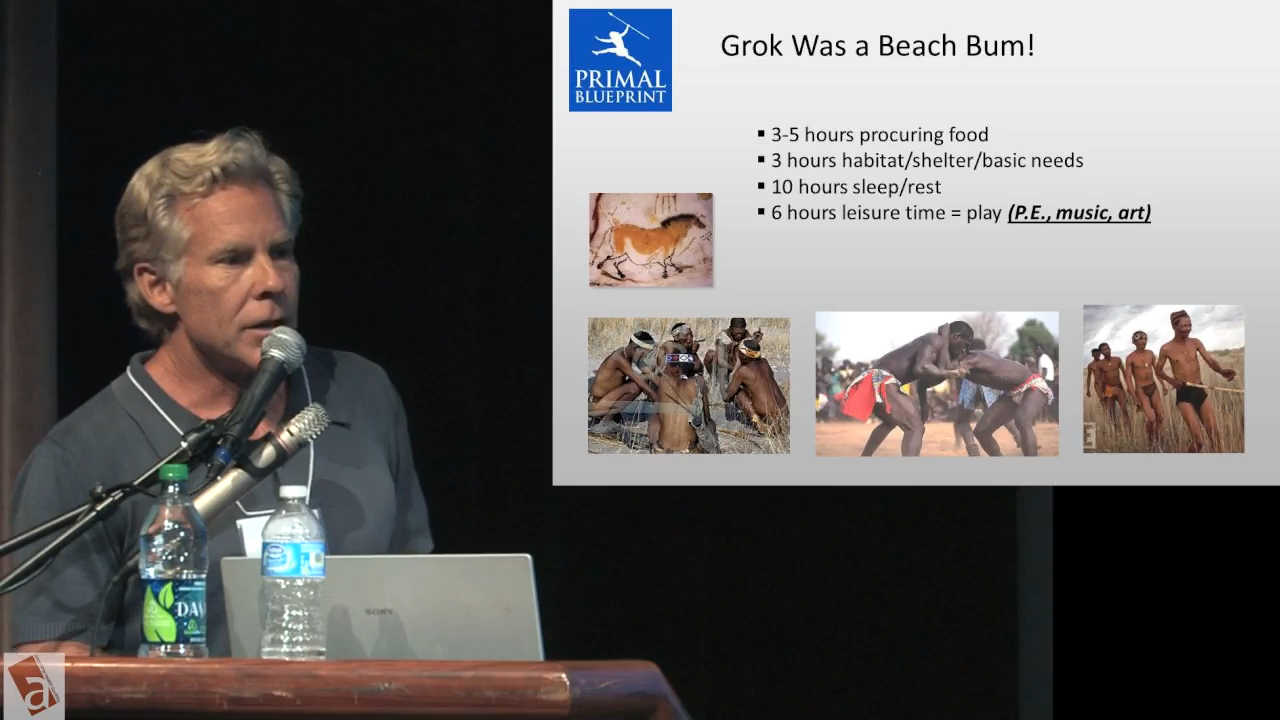 PRIMAL
BLUEPRINT
Grok Was a Beach Bum!
▪ 3-5 hours procuring food
▪ 3 hours habitat/shelter/basic needs
▪ 10 hours sleep/rest
▪ 6 hours leisure time = play (P.E., music, art)
SONY
a